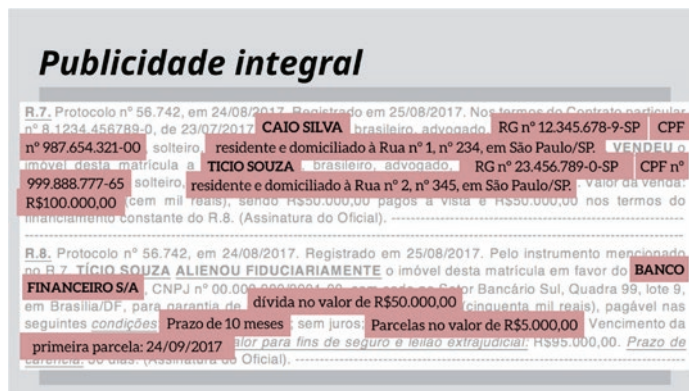 Publicidade integral
R.7. Protocolo nº 56.742, em 24/08/2017. Registrado em 25/08/2017. Nos termos do Contrato particular
nº 8.1234.456789-0, de 23/07/2017 CAIO SILVA brasileiro, advogado RG nº 12.345.678-9-SP CPF
nº 987.654.321-00, solteiro, residente e domiciliado à Rua nº 1, nº 234, em São Paulo/SP. VENDEU o
imóvel desta matrícula a TICIO SOUZA, brasileiro, advogado, RG nº 23.456.789-0-SP CPF nº
999.888.777-65 solteiro, residente e domiciliado à Rua nº 2, nº 345, em São Paulo/SP. Valor da venda:
R$100.000,00 (cem mil reais), sendo R$50.000,00 pagos à vista e R$50.000,00 nos termos do
financiamento constante do R.8. (Assinatura do Oficial).
R.8. Protocolo nº 56.742, em 24/08/2017. Registrado em 25/08/2017. Pelo instrumento mencionado
no R.7, TÍCIO SOUZA ALIENOU FIDUCIARIAMENTE o imóvel desta matrícula em favor do BANCO
FINANCEIRO S/A, CNPJ nº Setor Bancário Sul, Quadra 99, lote 9,
em Brasília/DF, para garantia de dívida no valor de R$50.000,00 (cinquenta mil reais), pagável nas
seguintes condições Prazo de 10 meses; sem juros; Parcelas no valor de R$5.000,00 Vencimento da
primeira parcela: 24/09/2017 valor para fins de seguro e leilão extrajudicial: R$95.000,00. Prazo de
carência: 30 dias. (Assinatura do Oficial).